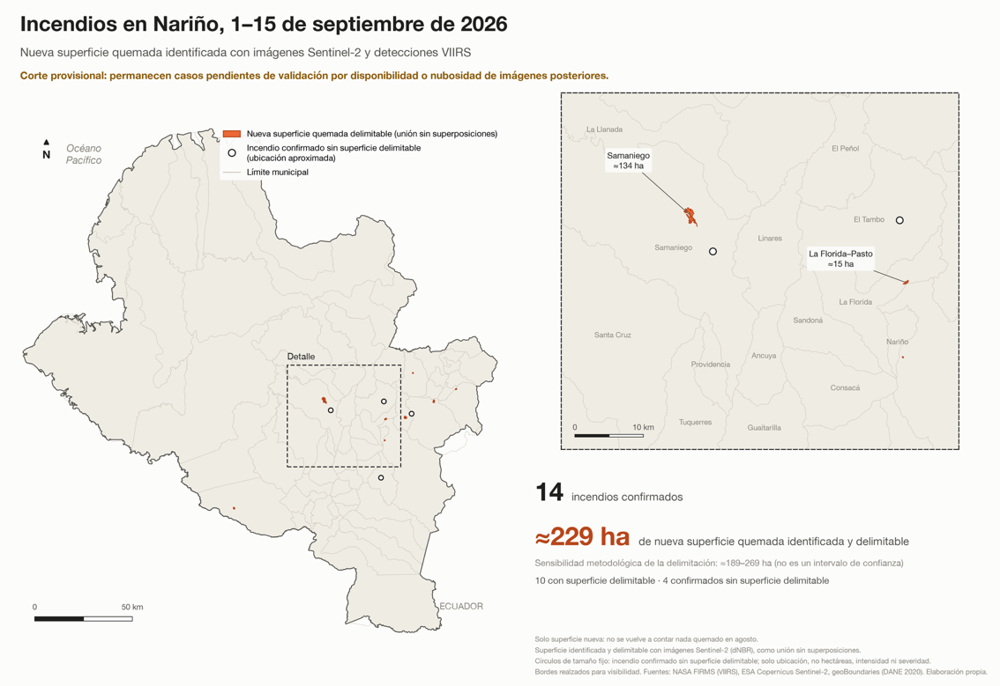 Incendios en Nariño, 1–15 de septiembre de 2026
Nueva superficie quemada identificada con imágenes Sentinel-2 y detecciones VIIRS
Corte provisional: permanecen casos pendientes de validación por disponibilidad o nubosidad de imágenes posteriores.
N
Océano
Pacífico
Nueva superficie quemada delimitable (unión sin superposiciones)
Incendio confirmado sin superficie delimitable
(ubicación aproximada)
Límite municipal
Detalle
ECUADOR
0 50 km
La Llanada
El Peñol
Samaniego
≈134 ha
El Tambo
Linares
Samaniego
La Florida–Pasto
≈15 ha
La Florida
Sandoná
Santa Cruz
Nariño
Ancuya
Providencia
Consacá
Tuquerres
Guaitarilla
0 10 km
14 incendios confirmados
≈229 ha de nueva superficie quemada identificada y delimitable
Sensibilidad metodológica de la delimitación: ≈189–269 ha (no es un intervalo de confianza)
10 con superficie delimitable · 4 confirmados sin superficie delimitable
Solo superficie nueva: no se vuelve a contar nada quemado en agosto.
Superficie identificada y delimitable con imágenes Sentinel-2 (dNBR), como unión sin superposiciones.
Círculos de tamaño fijo: incendio confirmado sin superficie delimitable; solo ubicación, no hectáreas, intensidad ni severidad.
Bordes realzados para visibilidad. Fuentes: NASA FIRMS (VIIRS), ESA Copernicus Sentinel-2, geoBoundaries (DANE 2020). Elaboración propia.